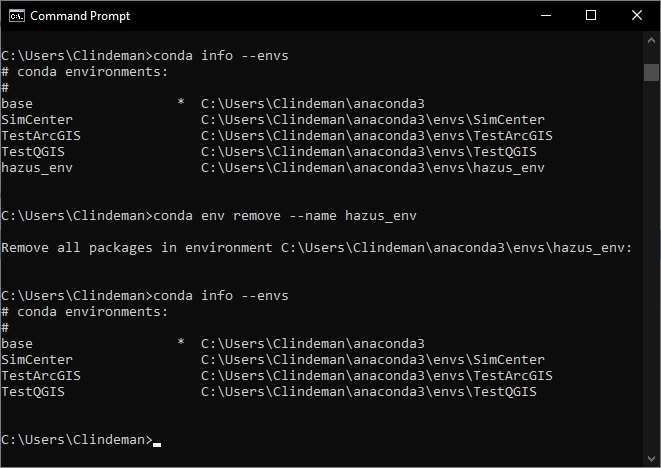 Command Prompt
C:\Users\Clindeman>conda info --envs
# conda environments:
#
base                  *  C:\Users\Clindeman\anaconda3
SimCenter                C:\Users\Clindeman\anaconda3\envs\SimCenter
TestArcGIS               C:\Users\Clindeman\anaconda3\envs\TestArcGIS
TestQGIS                 C:\Users\Clindeman\anaconda3\envs\TestQGIS
hazus_env                C:\Users\Clindeman\anaconda3\envs\hazus_env
C:\Users\Clindeman>conda env remove --name hazus_env
Remove all packages in environment C:\Users\Clindeman\anaconda3\envs\hazus_env:
C:\Users\Clindeman>conda info --envs
# conda environments:
#
base                  *  C:\Users\Clindeman\anaconda3
SimCenter                C:\Users\Clindeman\anaconda3\envs\SimCenter
TestArcGIS               C:\Users\Clindeman\anaconda3\envs\TestArcGIS
TestQGIS                 C:\Users\Clindeman\anaconda3\envs\TestQGIS
C:\Users\Clindeman>